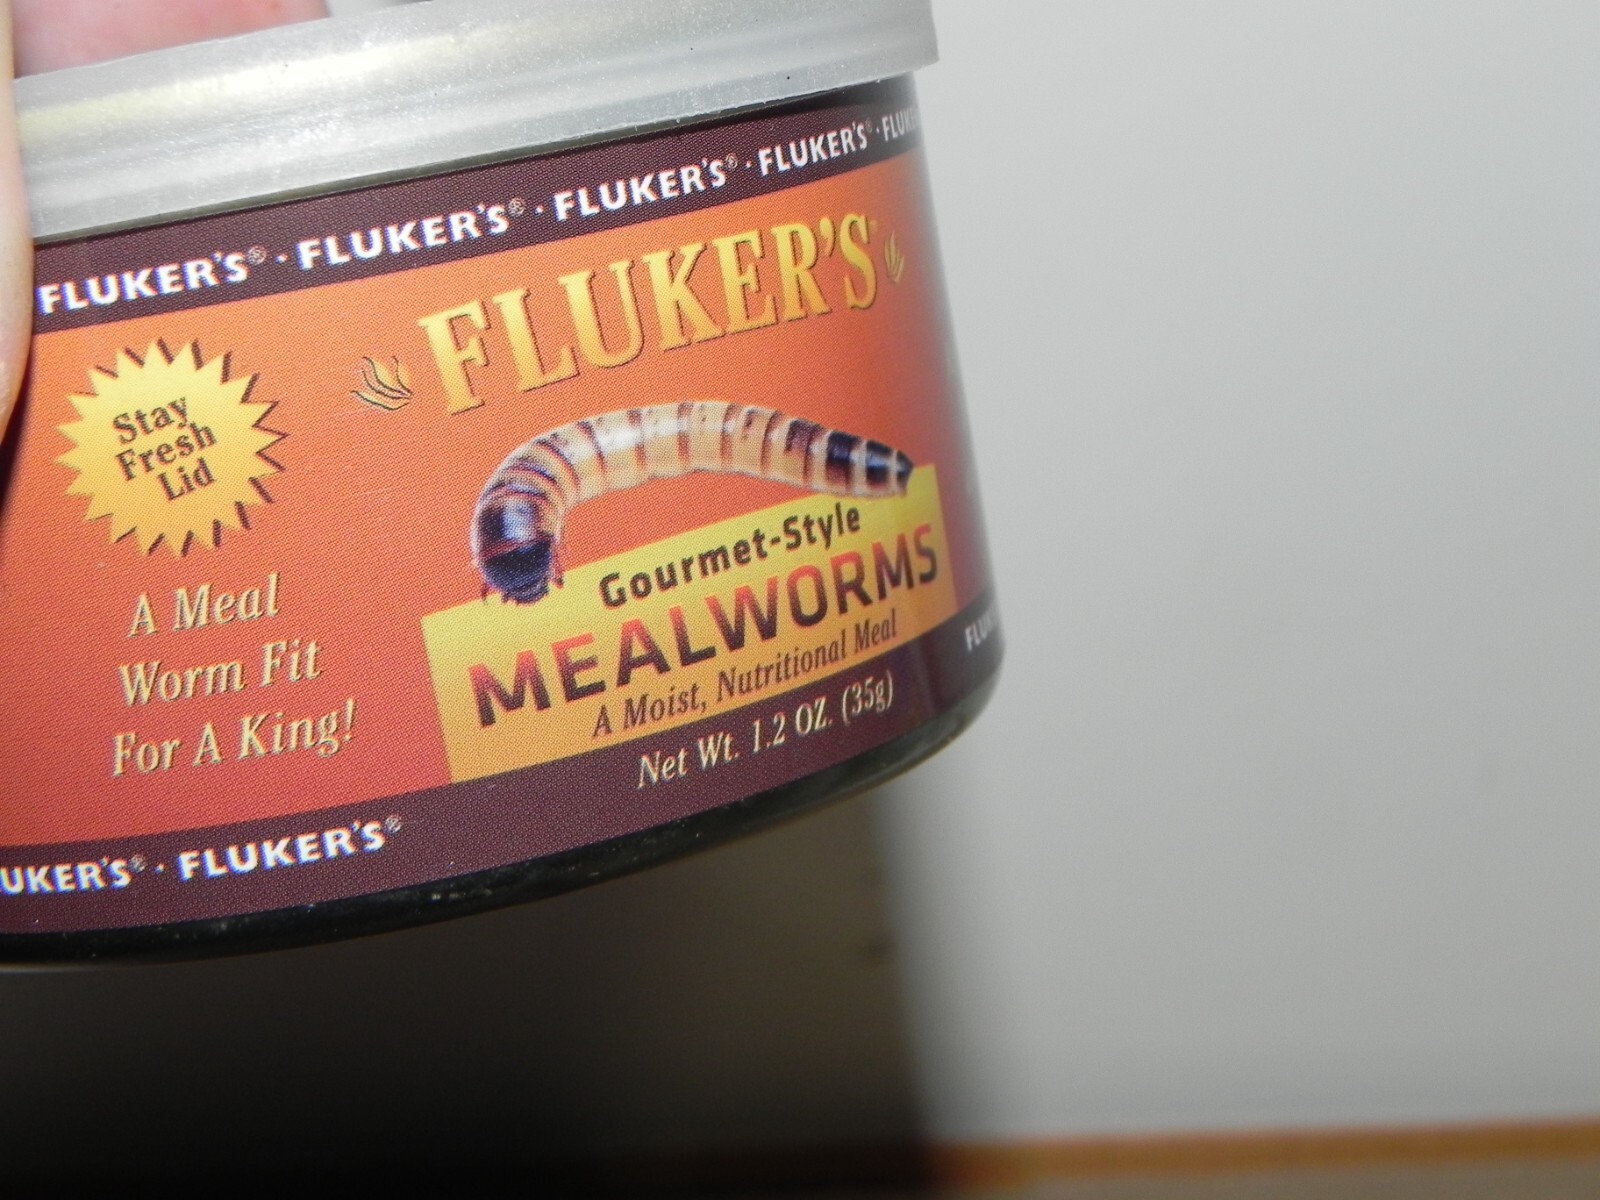 FLUKER'S® · FLUKER'S® · FLUKER'S® · FLUKER'S® ·
FLUKER'S
Stay
Fresh
Lid
A Meal
Worm Fit
For A King!
Gourmet-Style
MEALWORMS
A Moist, Nutritional Meal
Net Wt. 1.2 OZ. (35g)
UKER'S® · FLUKER'S®